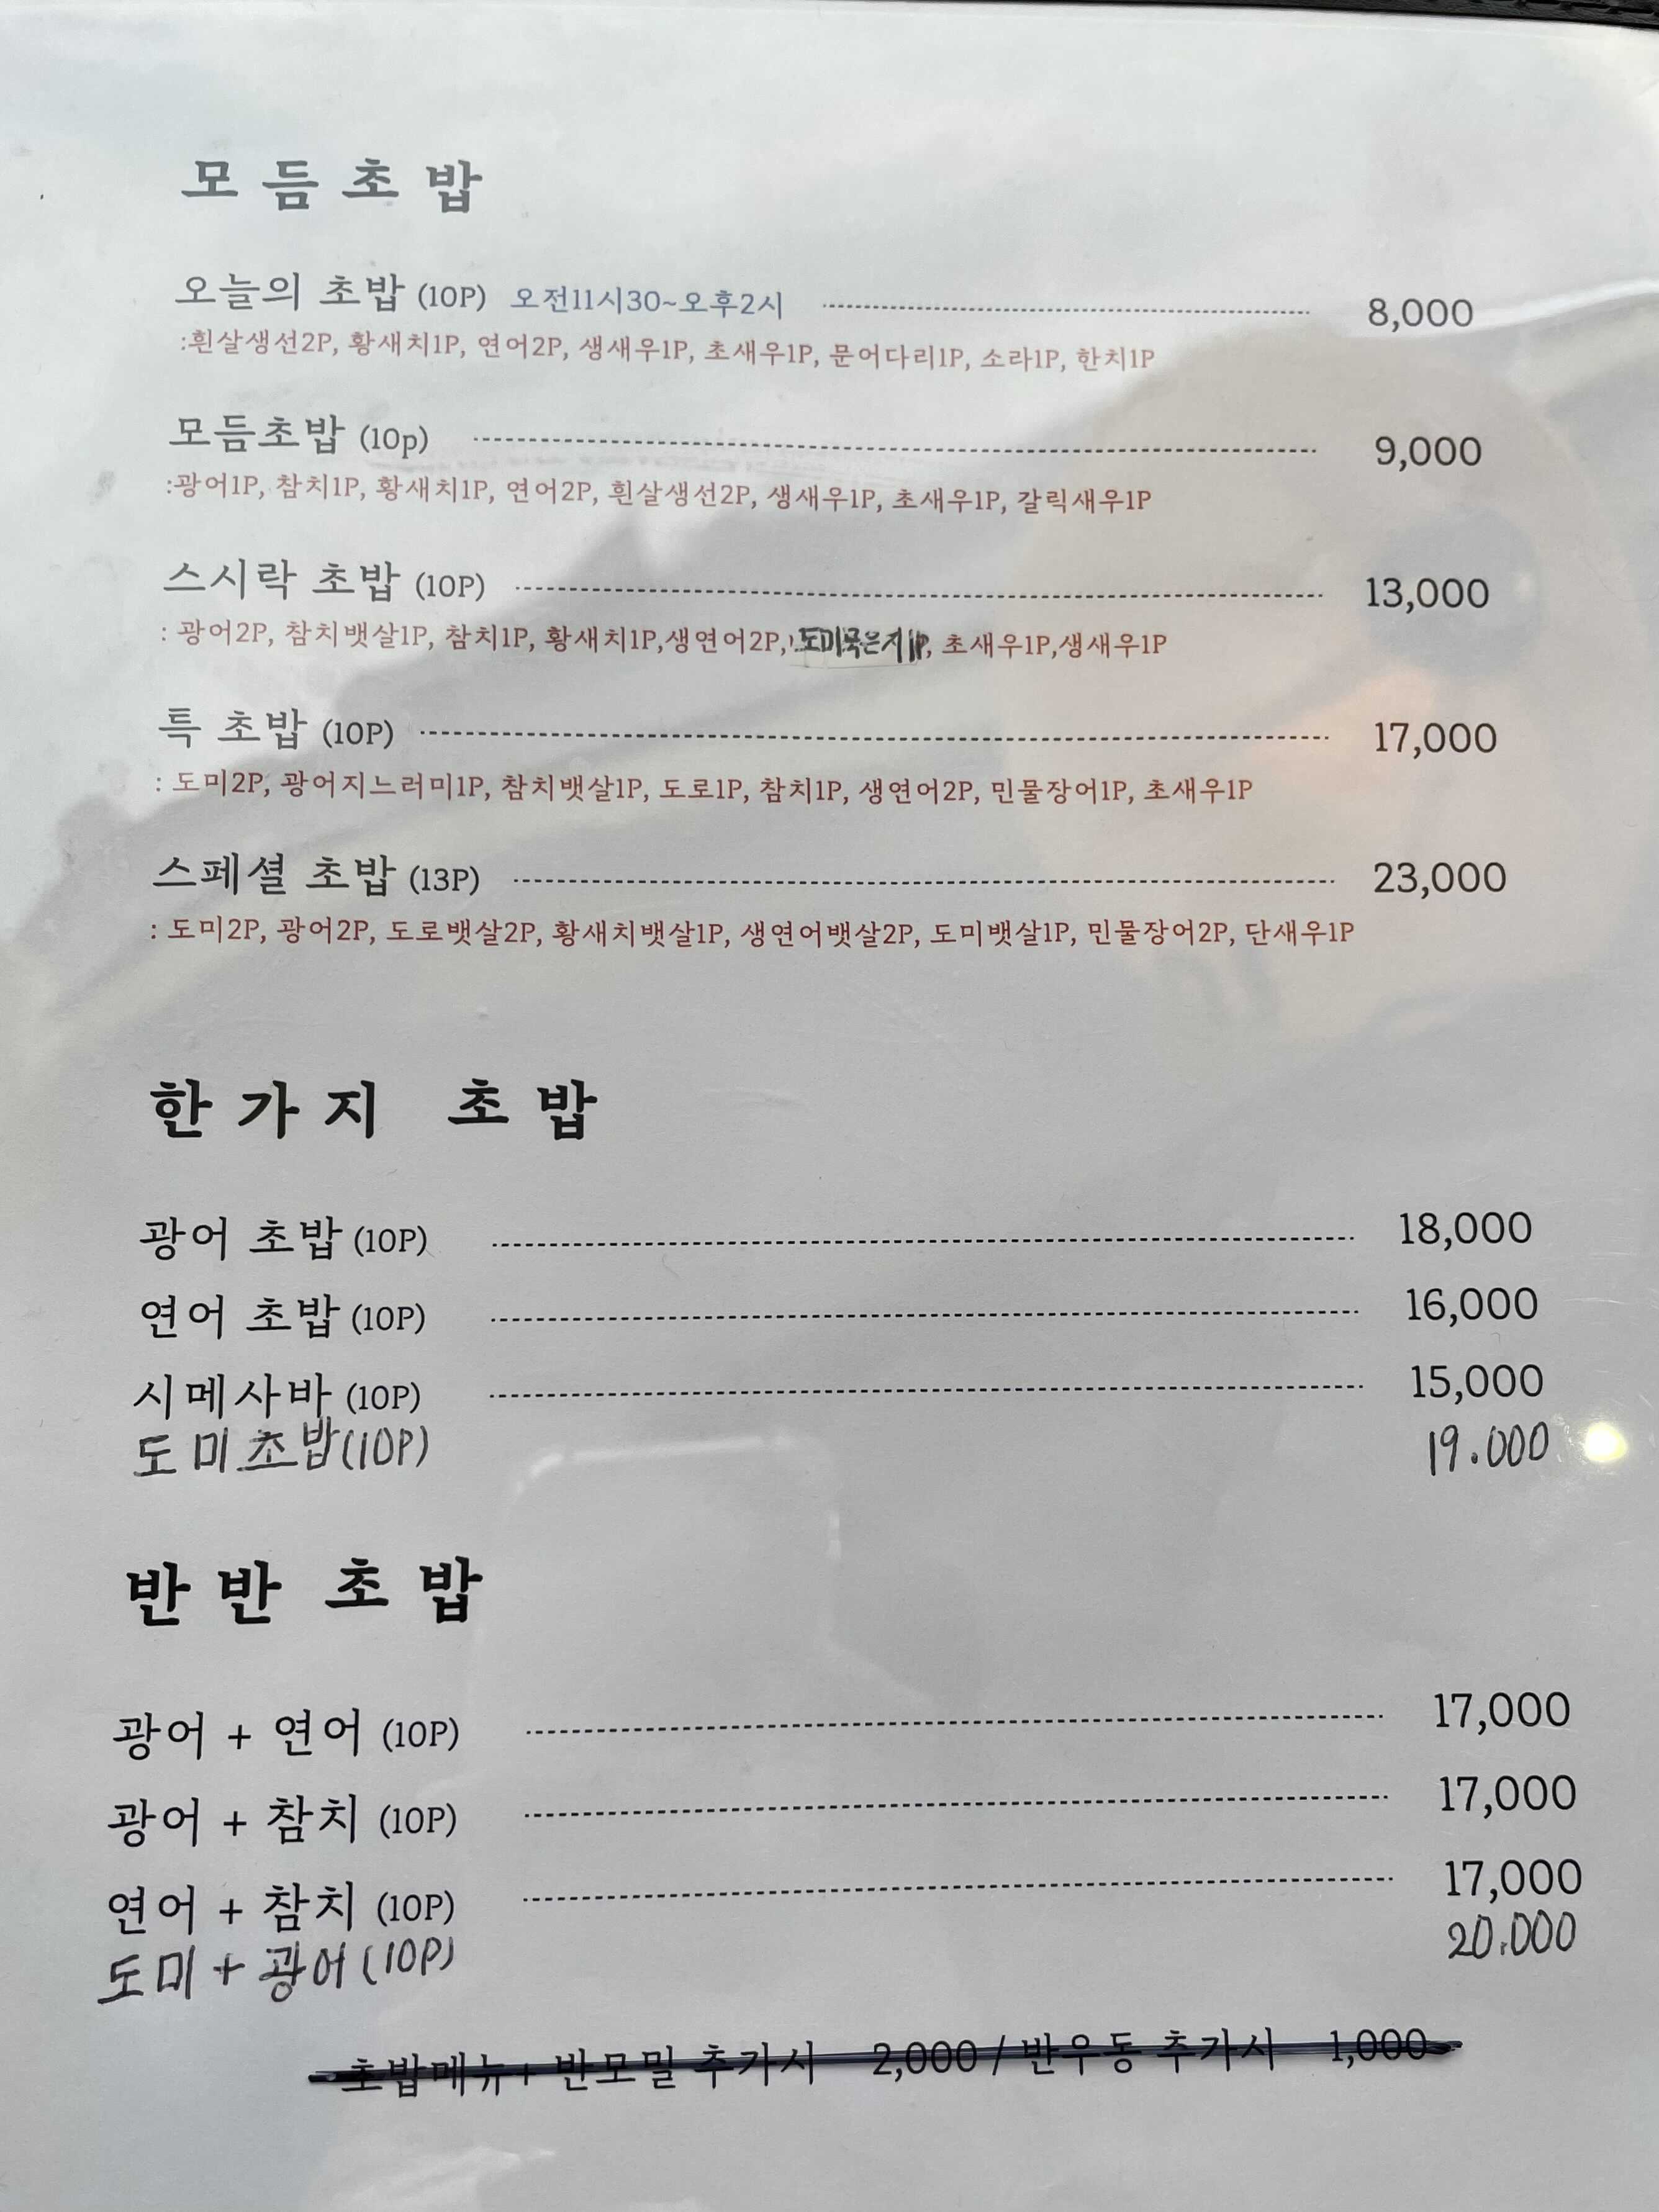 모듬초밥
오늘의 초밥 (10P) 오전11시30~오후2시 8,000
:흰살생선2P, 황새치1P, 연어2P, 생새우1P, 초새우1P, 문어다리1P, 소라1P, 한치1P
모듬초밥 (10p) 9,000
:광어1P, 참치1P, 황새치1P, 연어2P, 흰살생선2P, 생새우1P, 초새우1P, 갈릭새우1P
스시락 초밥 (10P) 13,000
: 광어2P, 참치뱃살1P, 참치1P, 황새치1P,생연어2P, 도미묵은지1P, 초새우1P,생새우1P
특 초밥 (10P) 17,000
: 도미2P, 광어지느러미1P, 참치뱃살1P, 도로1P, 참치1P, 생연어2P, 민물장어1P, 초새우1P
스페셜 초밥 (13P) 23,000
: 도미2P, 광어2P, 도로뱃살2P, 황새치뱃살1P, 생연어뱃살2P, 도미뱃살1P, 민물장어2P, 단새우1P
한가지 초밥
광어 초밥 (10P) 18,000
연어 초밥 (10P) 16,000
시메사바 (10P) 15,000
도미초밥(10P) 19.000
반반 초밥
광어 + 연어 (10P) 17,000
광어 + 참치 (10P) 17,000
연어 + 참치 (10P) 17,000
도미 + 광어 (10P) 20.000
초밥메뉴+ 반모밀 추가시 2,000 / 반우동 추가시 1,000